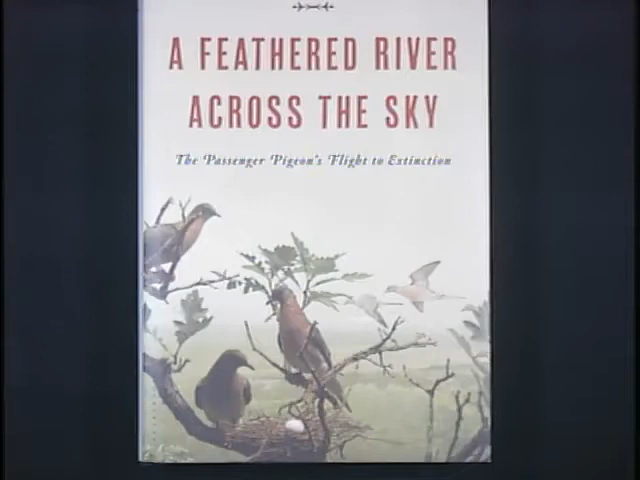 A FEATHERED RIVER
ACROSS THE SKY
The Passenger Pigeon's Flight to Extinction